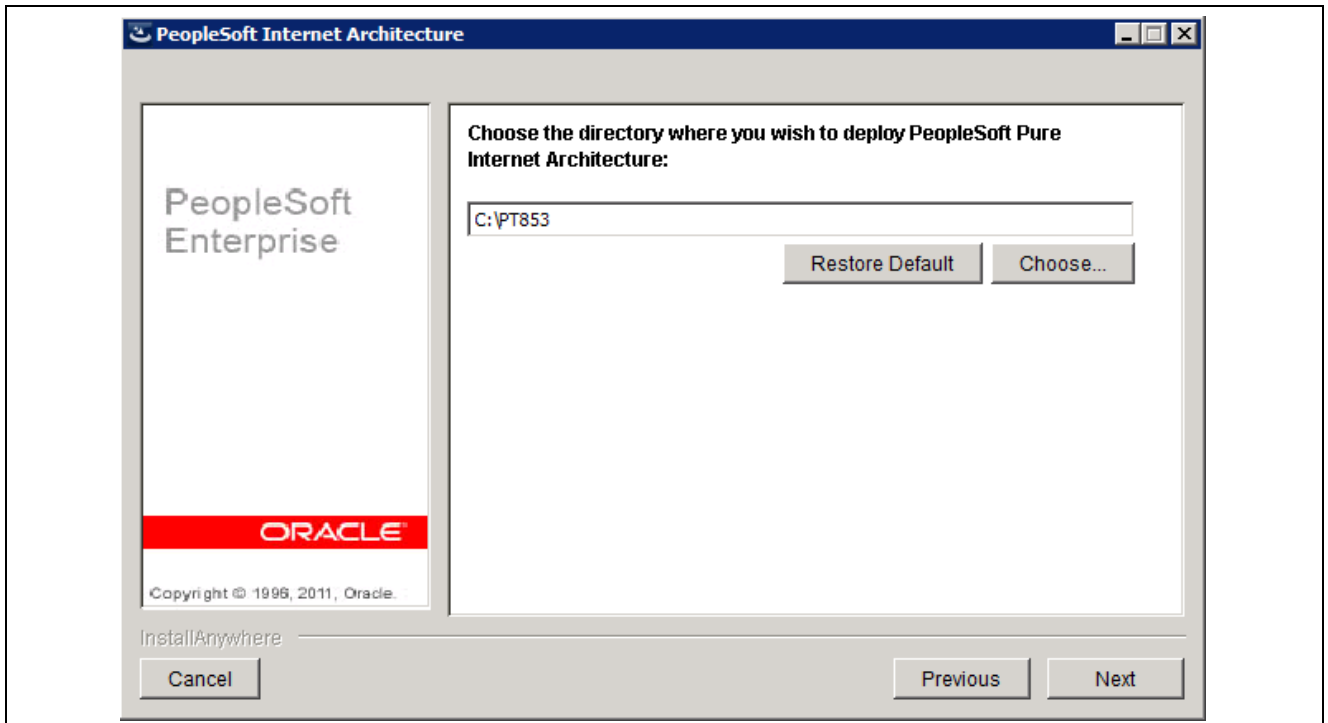 PeopleSoft Internet Architecture
Choose the directory where you wish to deploy PeopleSoft Pure
Internet Architecture:
PeopleSoft
Enterprise
C:\PT853
Restore Default
Choose...
ORACLE
Copyright © 1996, 2011, Oracle.
InstallAnywhere
Cancel
Previous
Next